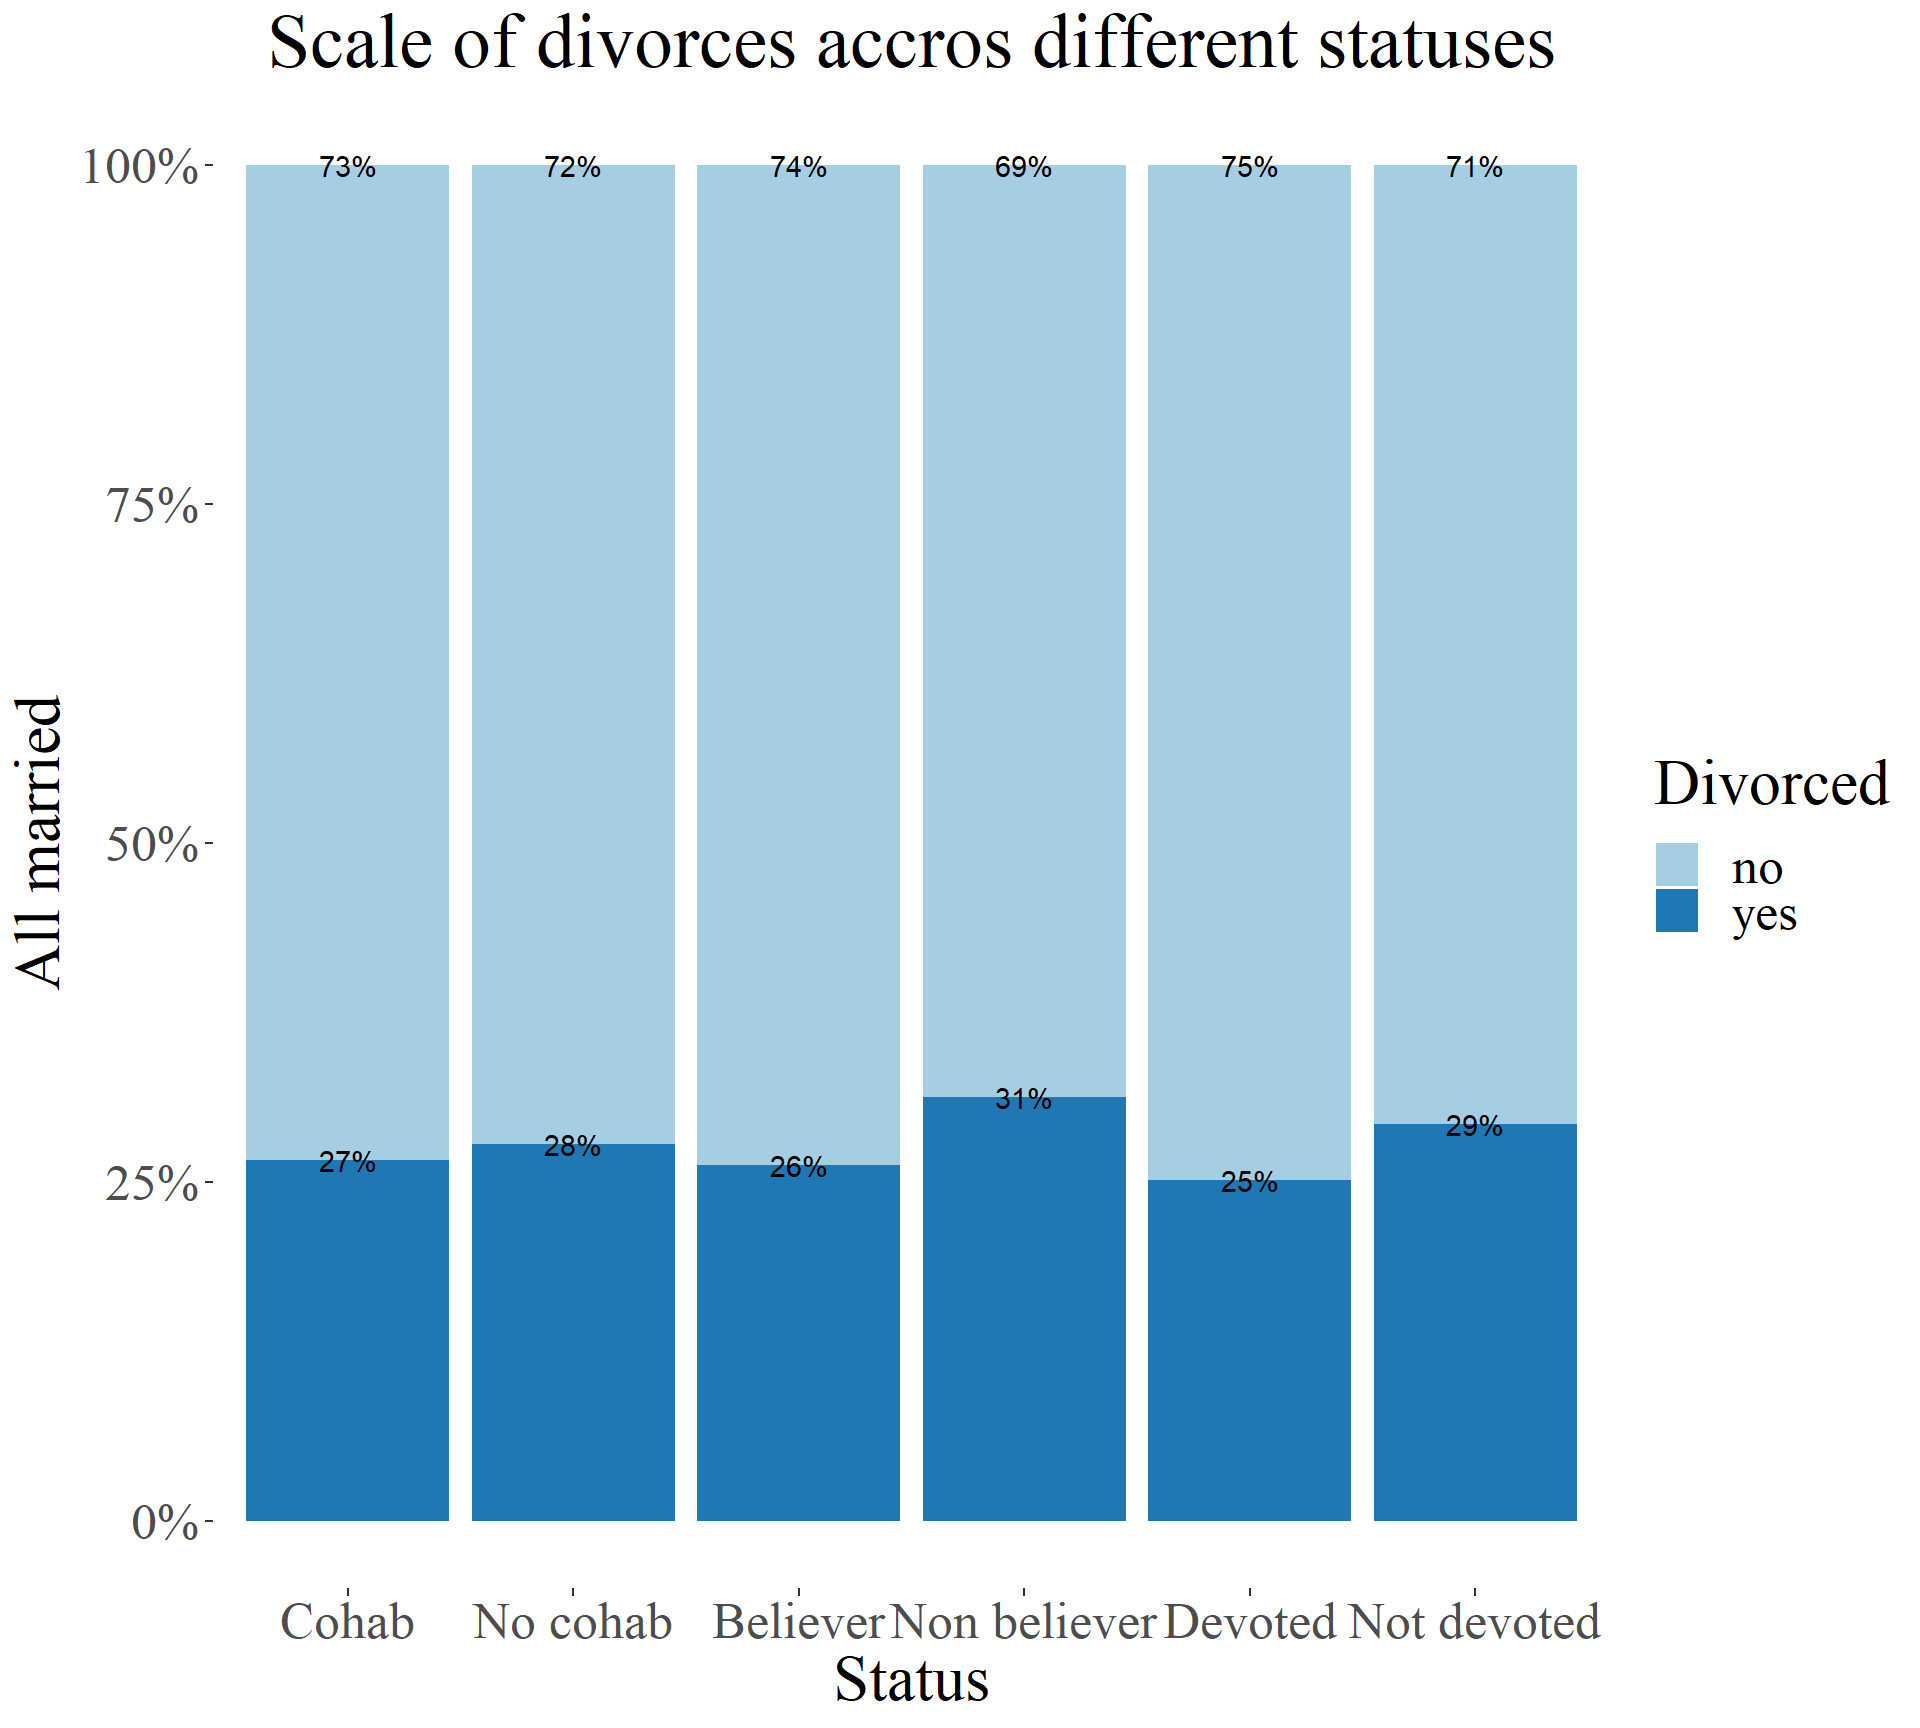 Scale of divorces accros different statuses
100%
75%
50%
25%
0%
All married
73%
72%
74%
69%
75%
71%
27%
28%
26%
31%
25%
29%
Cohab
No cohab
Believer
Non believer
Devoted
Not devoted
Status
Divorced
no
yes